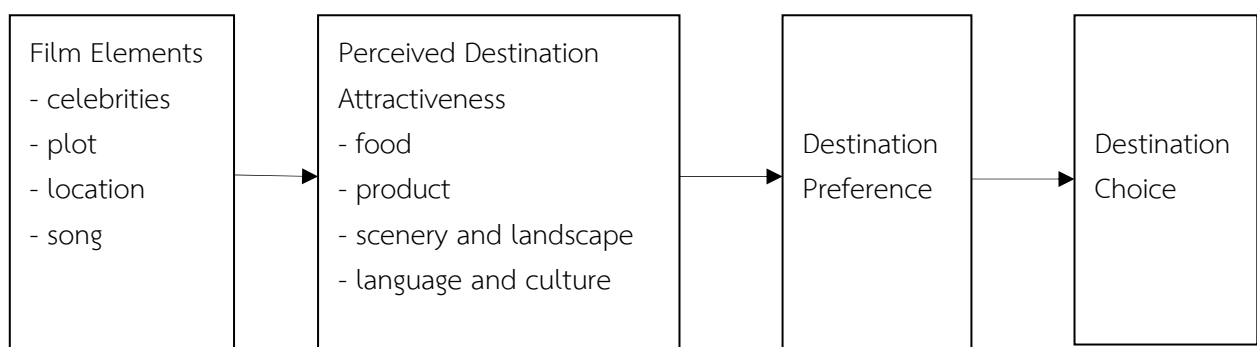 Film Elements
- celebrities
- plot
- location
- song
Perceived Destination
Attractiveness
- food
- product
- scenery and landscape
- language and culture
Destination
Preference
Destination
Choice